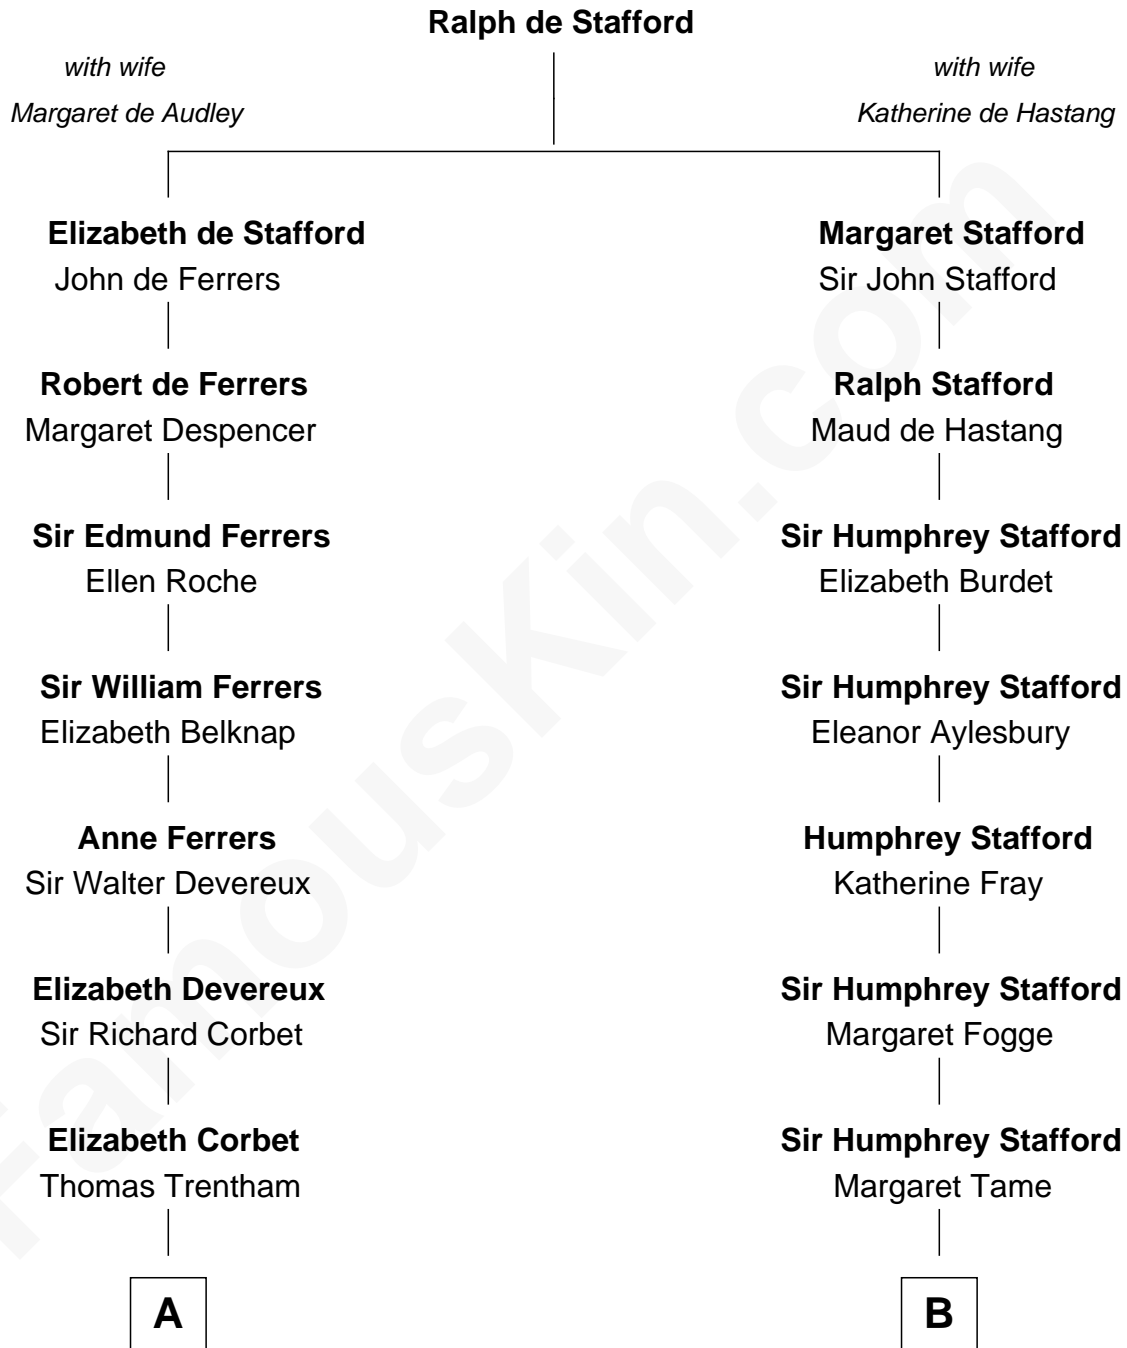 Ralph de Stafford
with wife
Margaret de Audley
with wife
Katherine de Hastang
Elizabeth de Stafford
John de Ferrers
Margaret Stafford
Sir John Stafford
Robert de Ferrers
Margaret Despencer
Ralph Stafford
Maud de Hastang
Sir Edmund Ferrers
Ellen Roche
Sir Humphrey Stafford
Elizabeth Burdet
Sir William Ferrers
Elizabeth Belknap
Sir Humphrey Stafford
Eleanor Aylesbury
Anne Ferrers
Sir Walter Devereux
Humphrey Stafford
Katherine Fray
Elizabeth Devereux
Sir Richard Corbet
Sir Humphrey Stafford
Margaret Fogge
Elizabeth Corbet
Thomas Trentham
Sir Humphrey Stafford
Margaret Tame
A
B
FamousKin.com